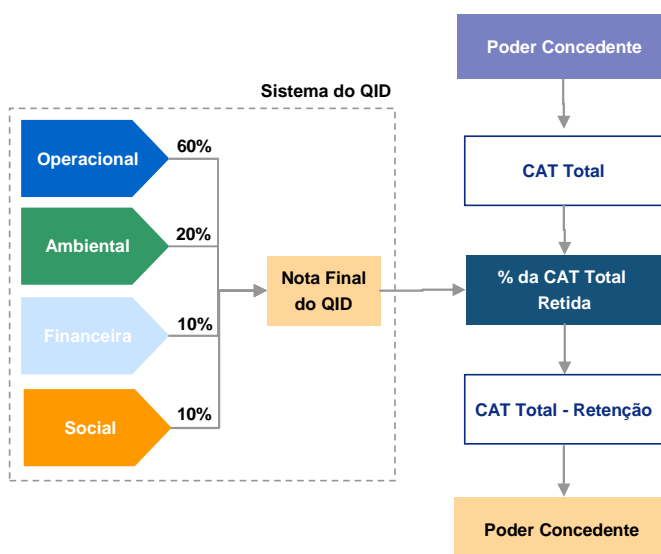 Poder Concedente
Sistema do QID
Operacional
60%
CAT Total
Ambiental
20%
Nota Final
do QID
% da CAT Total
Retida
Financeira
10%
CAT Total - Retenção
Social
10%
Poder Concedente